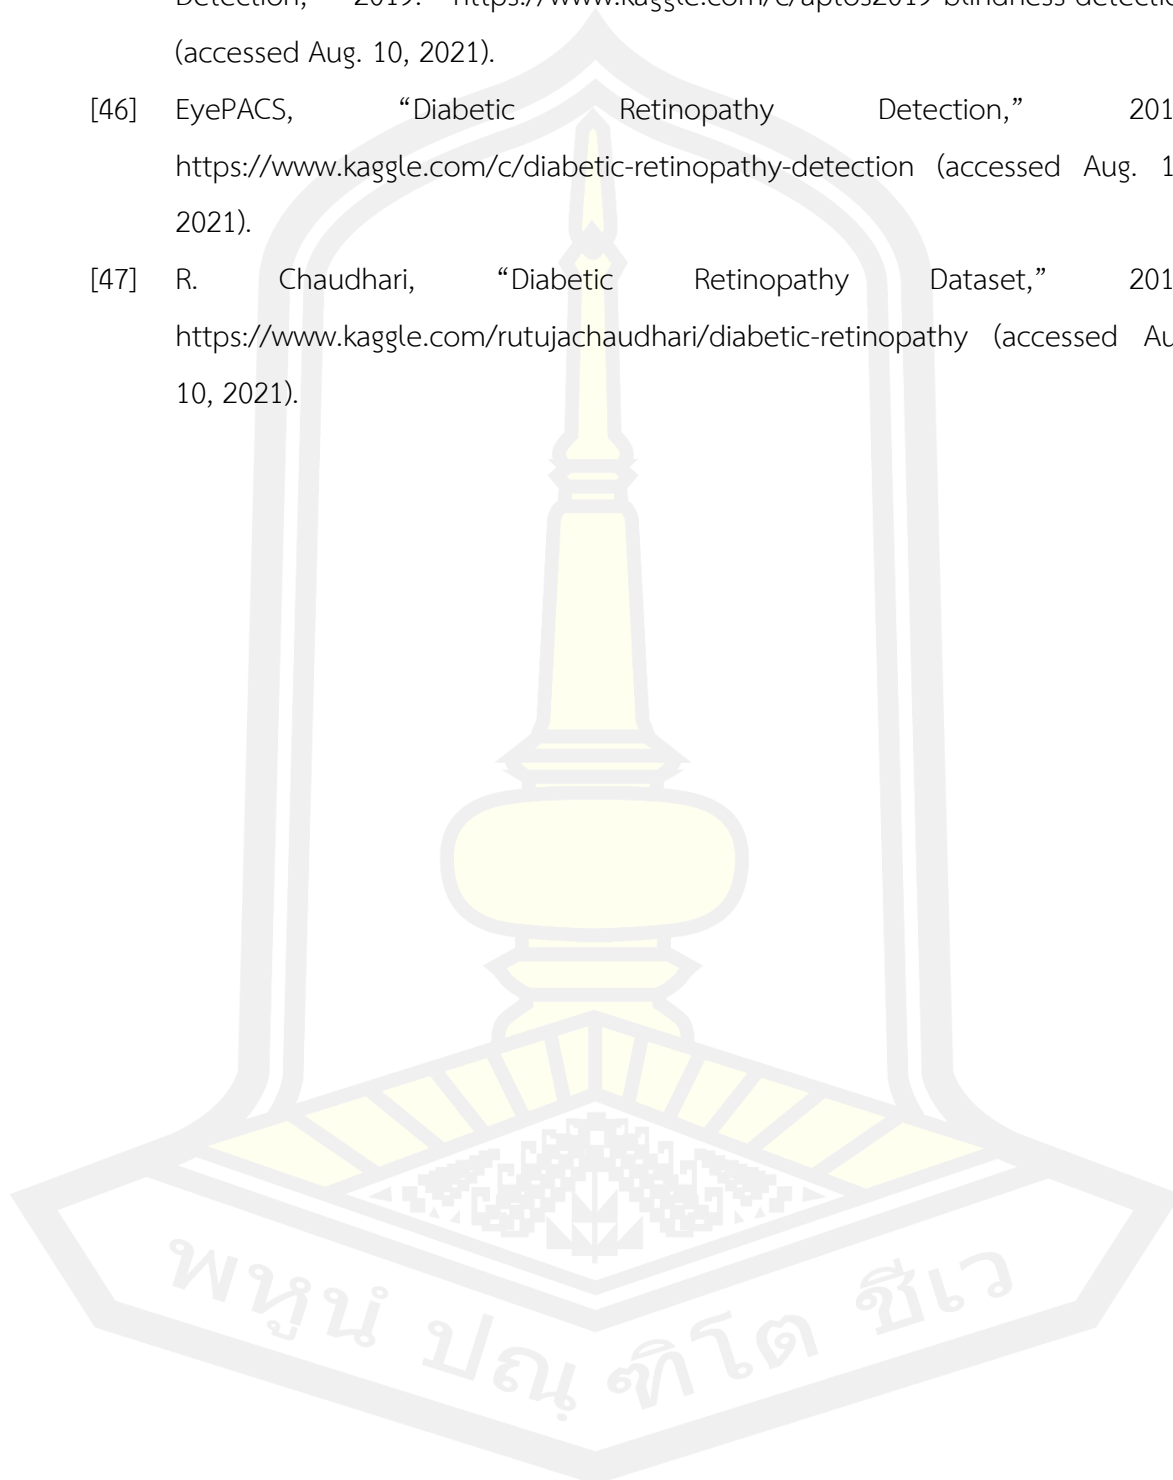 Detection," 2019. https://www.kaggle.com/c/aptos2019-blindness-detectio
(accessed Aug. 10, 2021).
[46] EyePACS, “Diabetic Retinopathy Detection,” 201
https://www.kaggle.com/c/diabetic-retinopathy-detection (accessed Aug. 1
2021).
[47] R. Chaudhari, “Diabetic Retinopathy Dataset,” 201
https://www.kaggle.com/rutujachaudhari/diabetic-retinopathy (accessed Au
10, 2021).
พหูนํ ปณฺฑิโต ชีเว